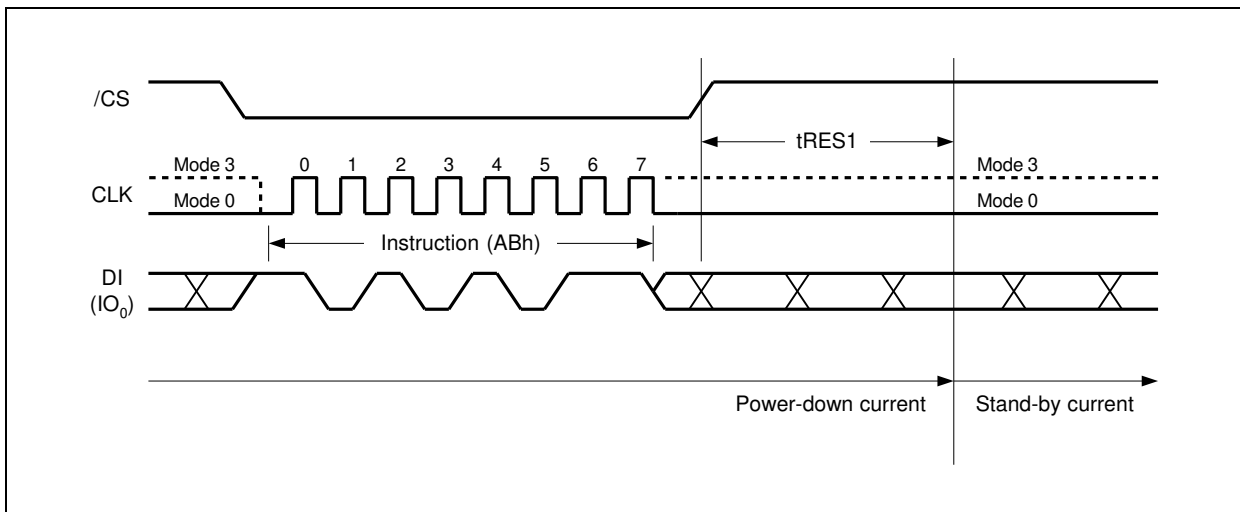 /CS
tRES1
Mode 3 0 1 2 3 4 5 6 7 Mode 3
CLK
Mode 0 Mode 0
Instruction (ABh)
DI
(IO0)
Power-down current Stand-by current